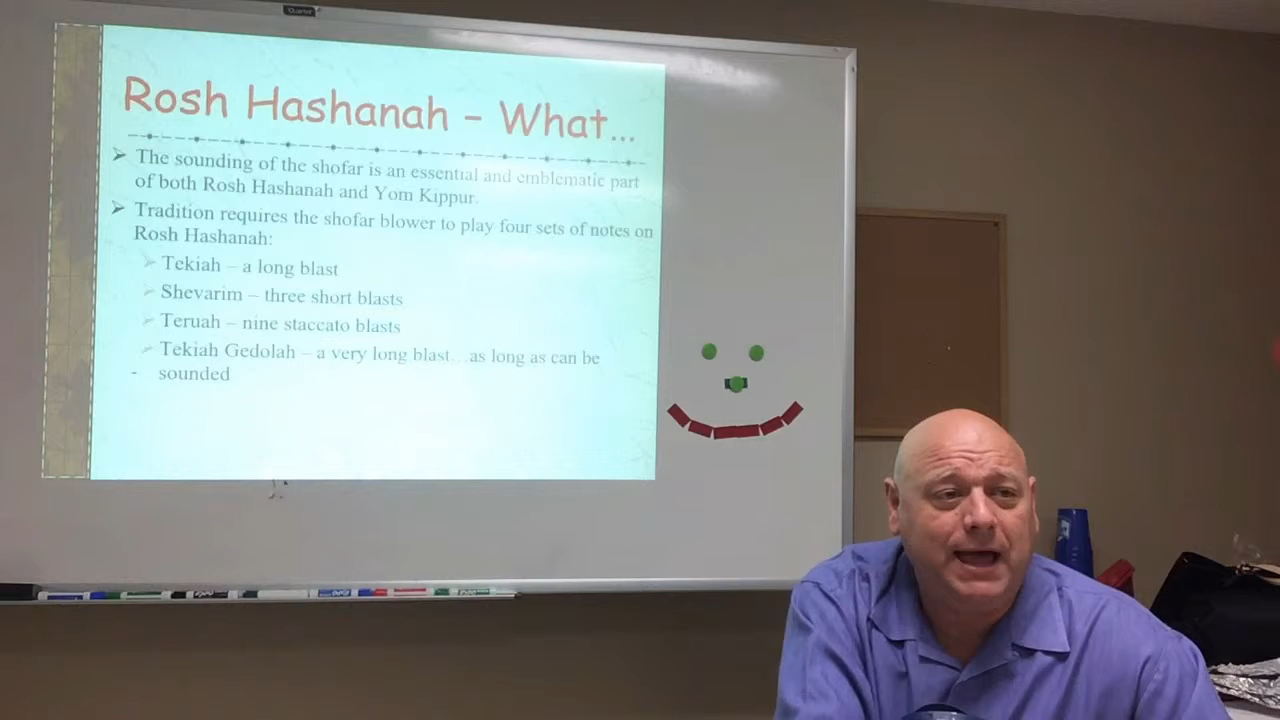 Quartet
Rosh Hashanah – What…
The sounding of the shofar is an essential and emblematic part
of both Rosh Hashanah and Yom Kippur.
Tradition requires the shofar blower to play four sets of notes on
Rosh Hashanah:
Tekiah – a long blast
Shevarim – three short blasts
Teruah – nine staccato blasts
Tekiah Gedolah – a very long blast…as long as can be
- sounded